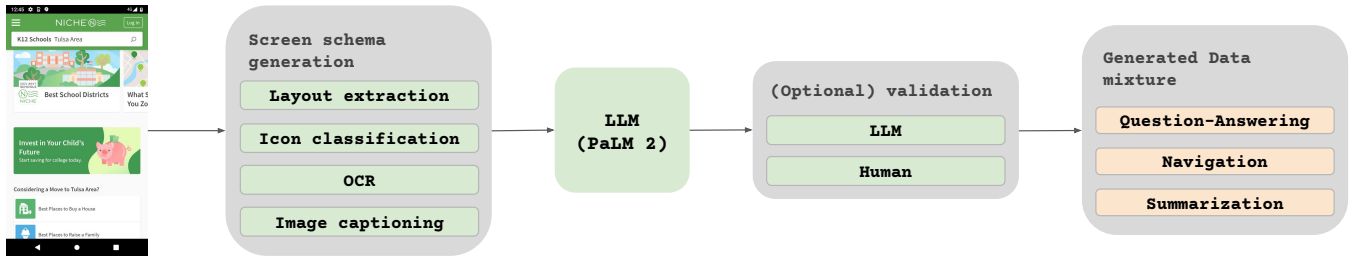 12:45
4G
NICHE
Log In
K12 Schools Tulsa Area
NICHE
Best School Districts
What S
You Zo
Invest in Your Child's
Future
Start saving for college today.
Considering a Move to Tulsa Area?
Best Places to Buy a House
Best Places to Raise a Family
Screen schema
generation
Layout extraction
Icon classification
OCR
Image captioning
LLM
(PaLM 2)
(Optional) validation
LLM
Human
Generated Data
mixture
Question-Answering
Navigation
Summarization